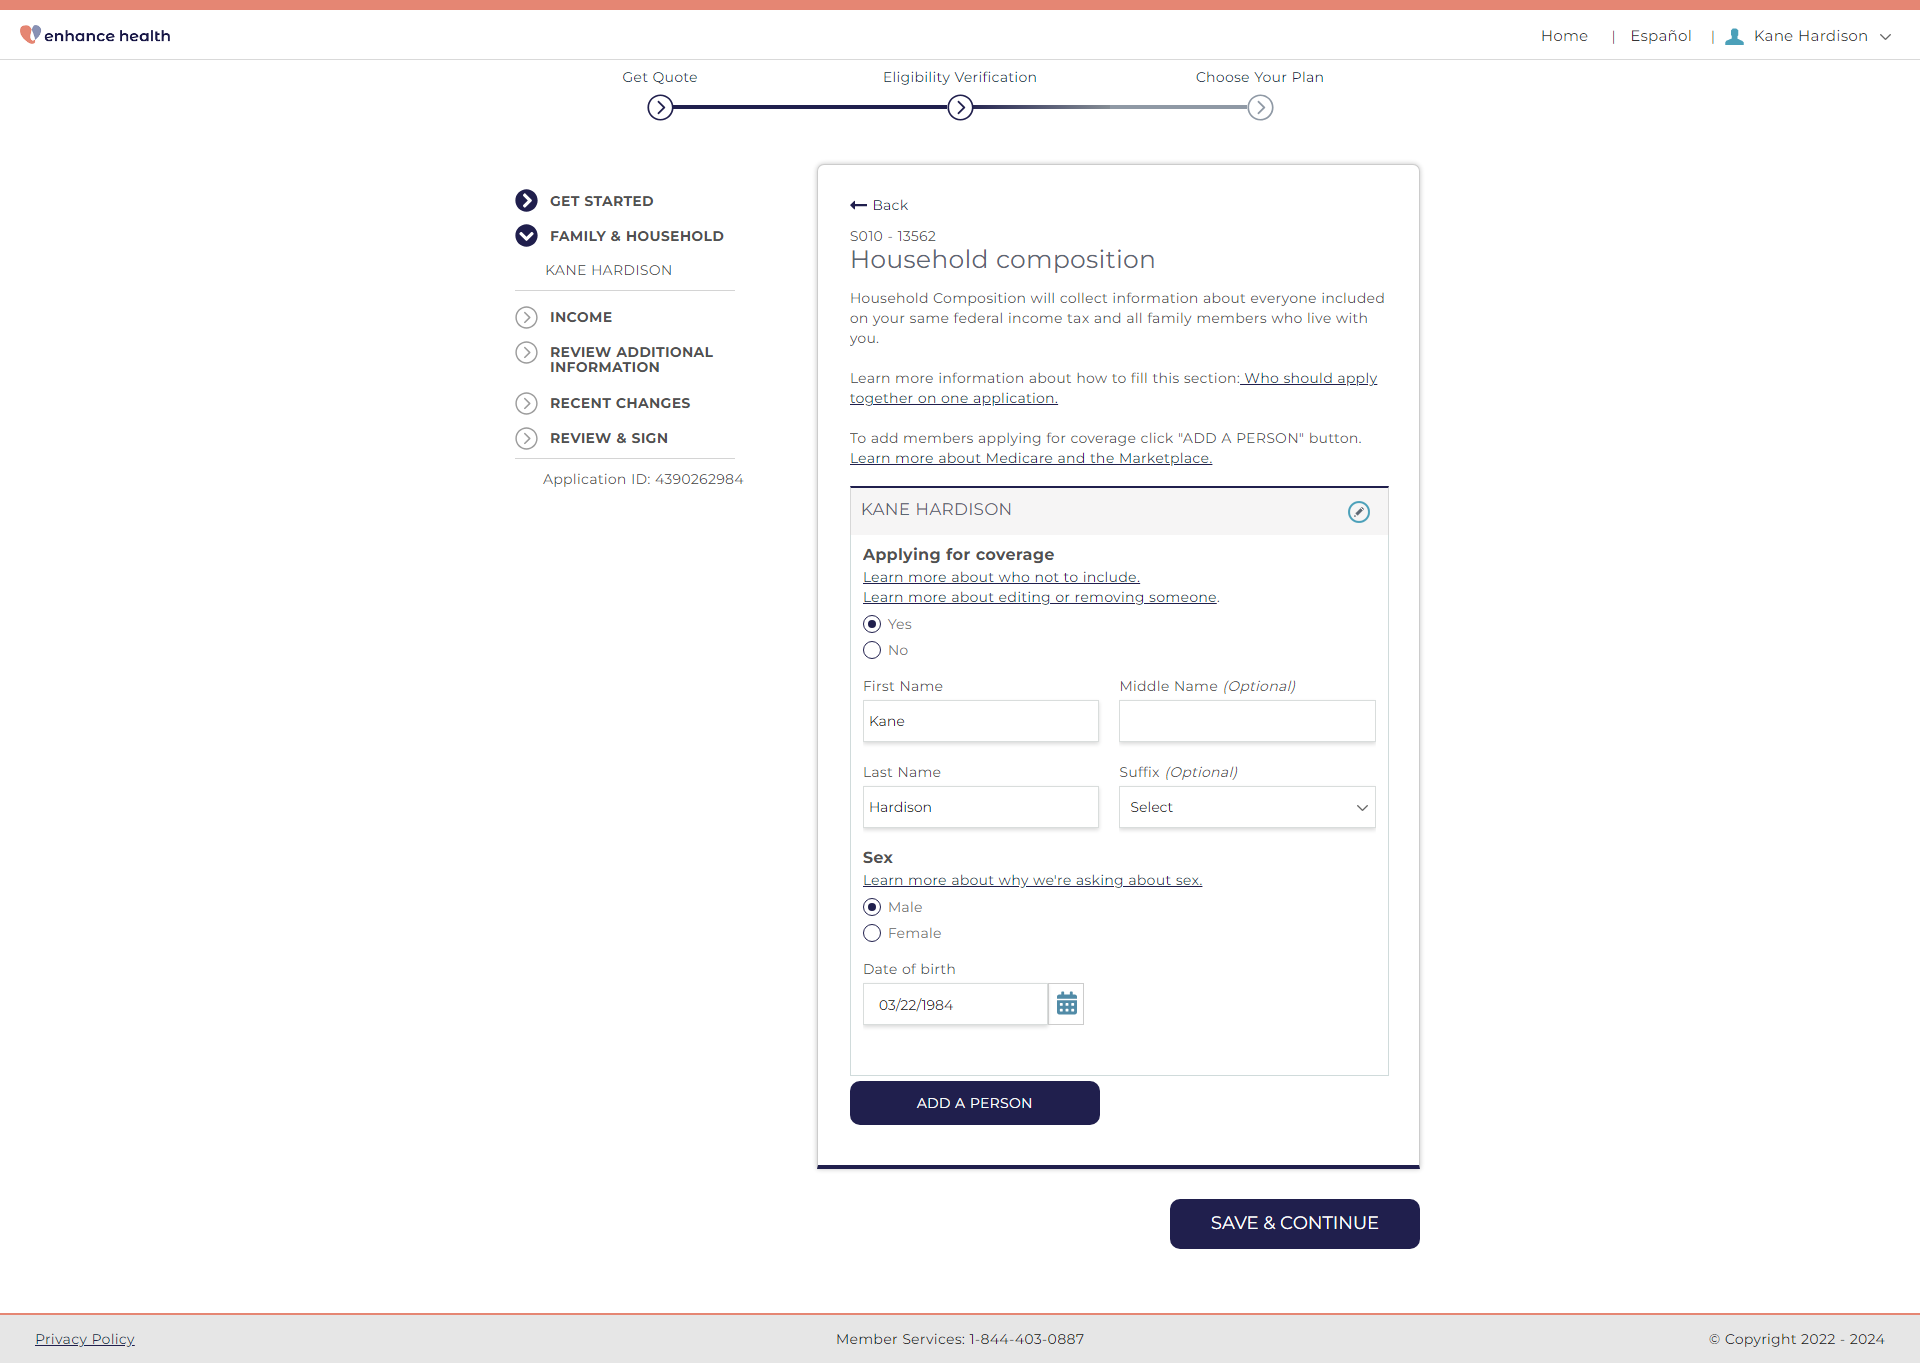 enhance health
Home | Español | Kane Hardison
Get Quote
Eligibility Verification
Choose Your Plan
GET STARTED
FAMILY & HOUSEHOLD
KANE HARDISON
INCOME
REVIEW ADDITIONAL
INFORMATION
RECENT CHANGES
REVIEW & SIGN
Application ID: 4390262984
Back
S010 - 13562
Household composition
Household Composition will collect information about everyone included
on your same federal income tax and all family members who live with
you.
Learn more information about how to fill this section: Who should apply
together on one application.
To add members applying for coverage click "ADD A PERSON" button.
Learn more about Medicare and the Marketplace.
KANE HARDISON
Applying for coverage
Learn more about who not to include.
Learn more about editing or removing someone.
Yes
No
First Name
Middle Name (Optional)
Kane
Last Name
Suffix (Optional)
Hardison
Select
Sex
Learn more about why we're asking about sex.
Male
Female
Date of birth
03/22/1984
ADD A PERSON
SAVE & CONTINUE
Privacy Policy
Member Services: 1-844-403-0887
© Copyright 2022 - 2024